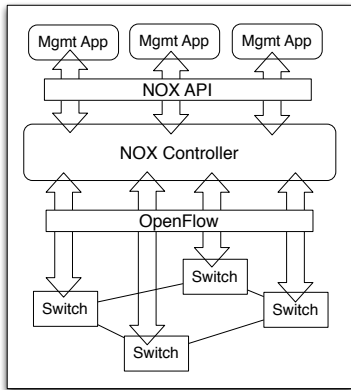 Mgmt App Mgmt App Mgmt App
NOX API
NOX Controller
OpenFlow
Switch
Switch Switch
Switch